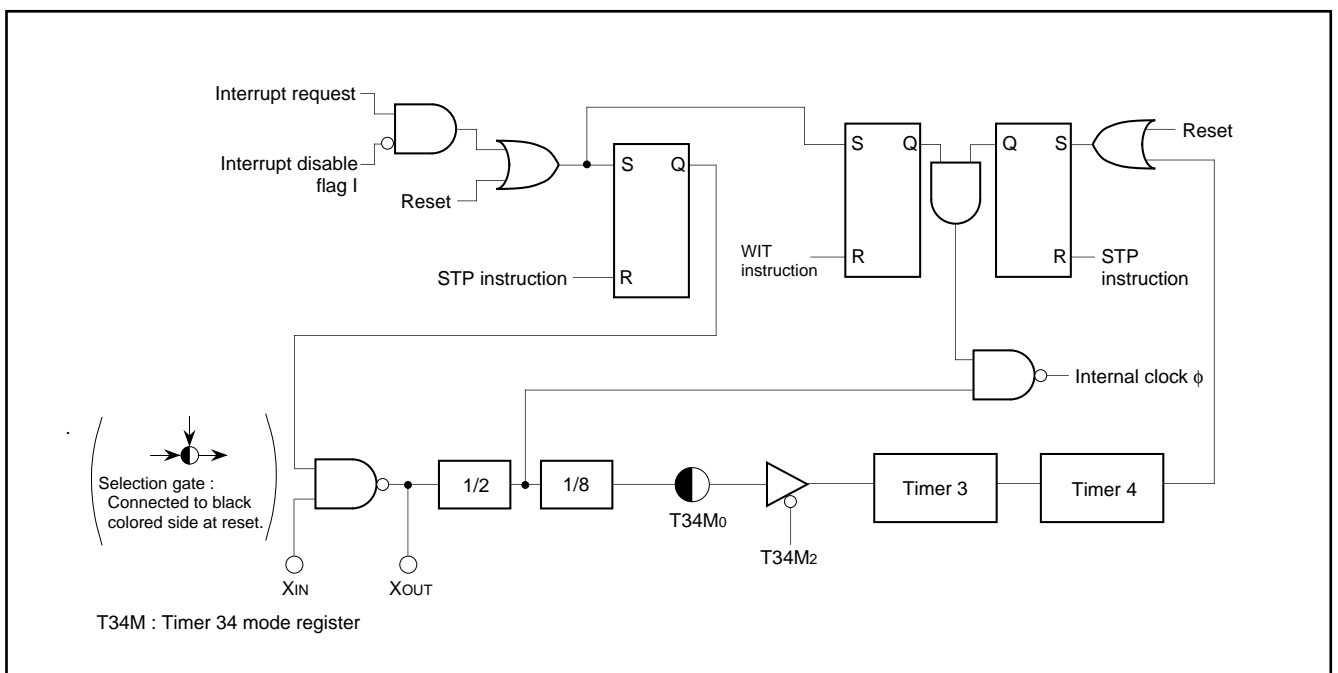 Interrupt request
Interrupt disable
flag I
Reset
S
Q
R
STP instruction
S
Q
R
WIT
instruction
Q
S
R
Reset
STP
instruction
Internal clock ϕ
Selection gate :
Connected to black
colored side at reset.
XIN
XOUT
1/2
1/8
T34M0
T34M2
Timer 3
Timer 4
T34M : Timer 34 mode register